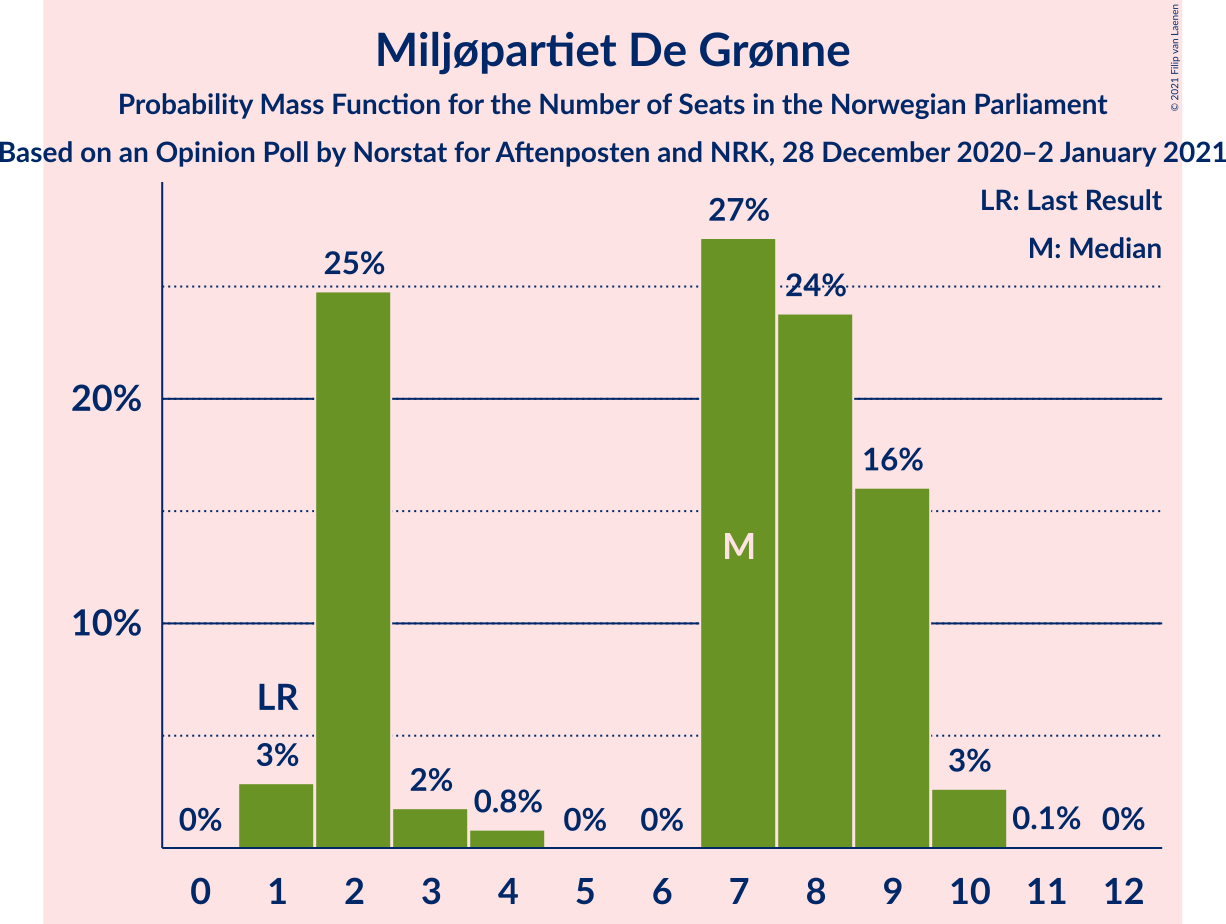 Miljøpartiet De Grønne
Probability Mass Function for the Number of Seats in the Norwegian Parliament
Based on an Opinion Poll by Norstat for Aftenposten and NRK, 28 December 2020–2 January 2021
© 2021 Filip van Laenen
LR: Last Result
M: Median
27%
25%
24%
20%
16%
M
10%
LR
3%
2%
0.8%
3%
0%
0%
0%
0.1%
0%
0 1 2 3 4 5 6 7 8 9 10 11 12